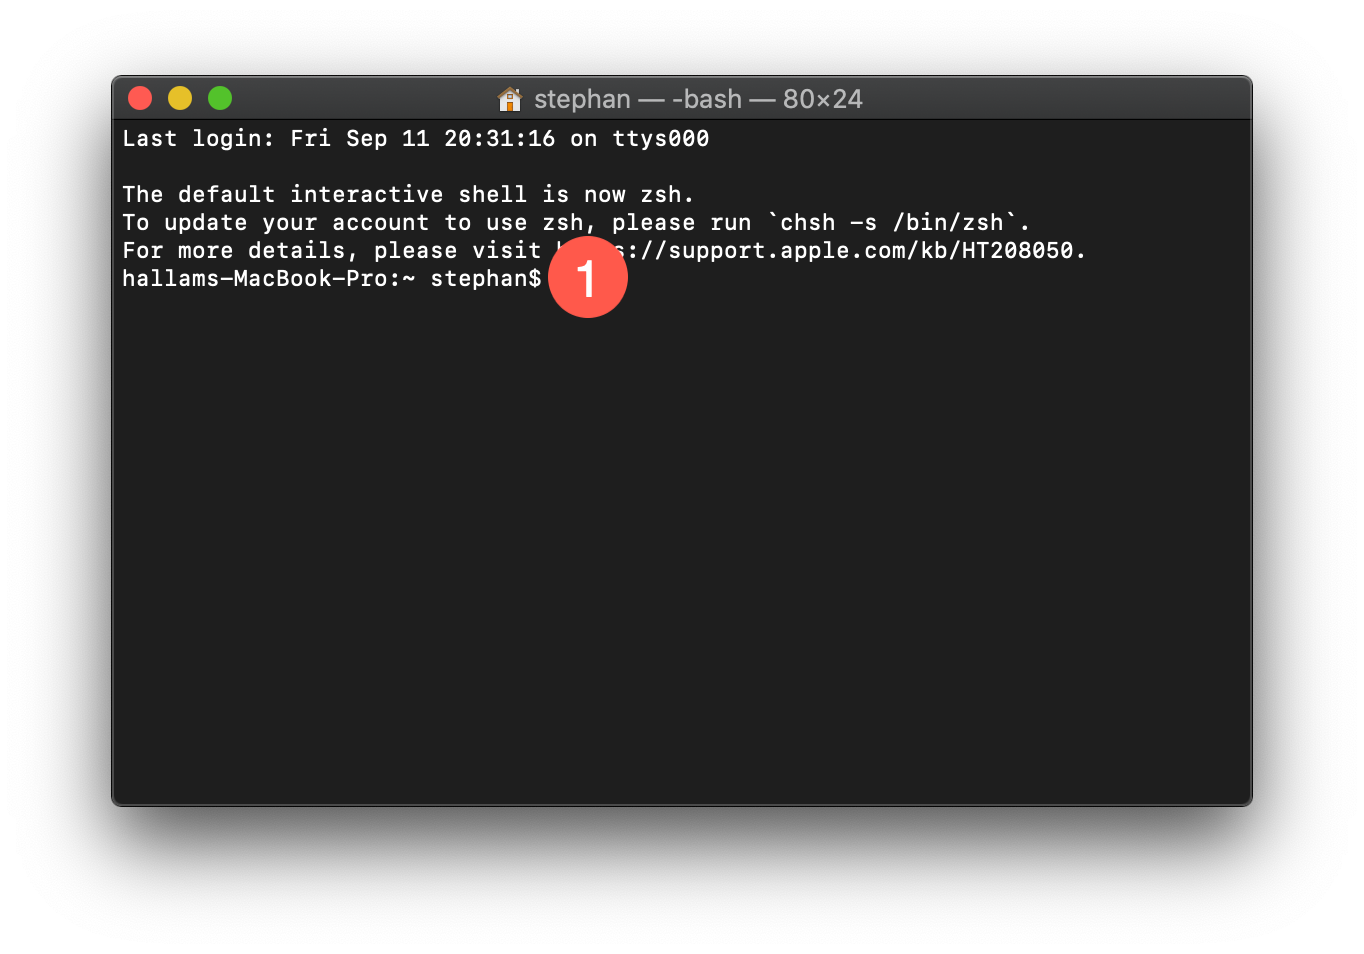 stephan — -bash — 80×24
Last login: Fri Sep 11 20:31:16 on ttys000
The default interactive shell is now zsh.
To update your account to use zsh, please run `chsh -s /bin/zsh`.
For more details, please visit s://support.apple.com/kb/HT208050.
hallams-MacBook-Pro:~ stephan$
1